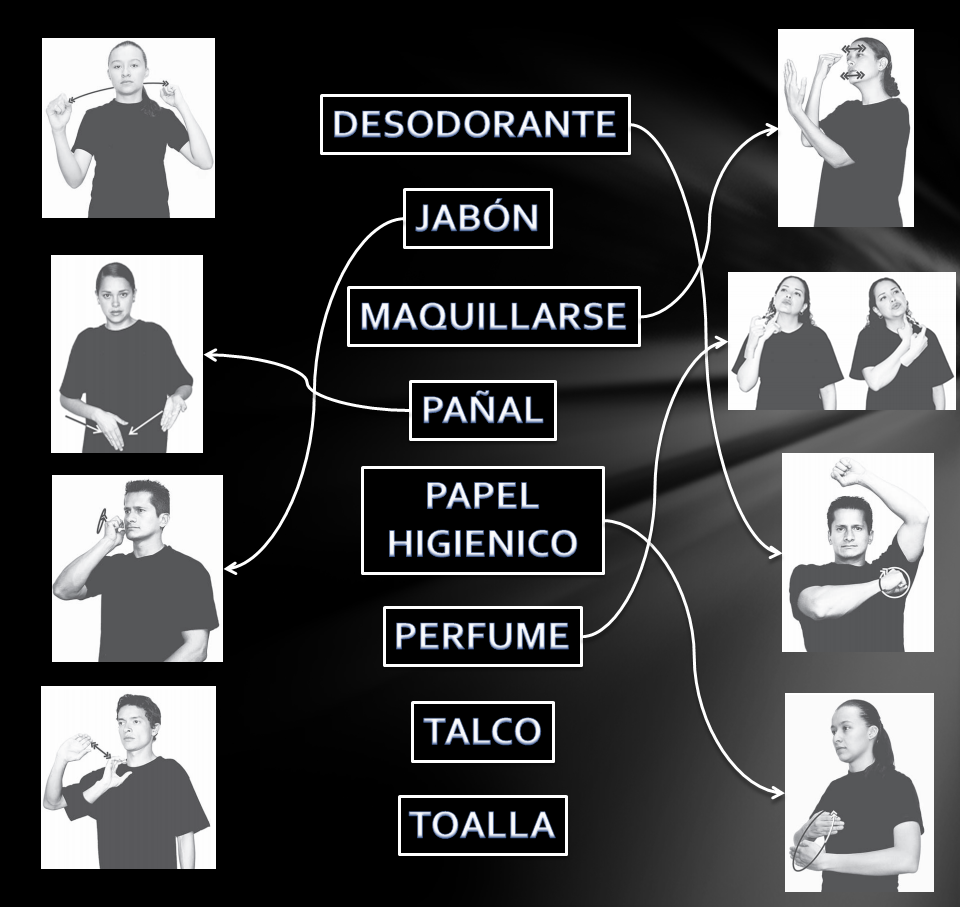 DESODORANTE
JABÓN
MAQUILLARSE
PAÑAL
PAPEL
HIGIENICO
PERFUME
TALCO
TOALLA